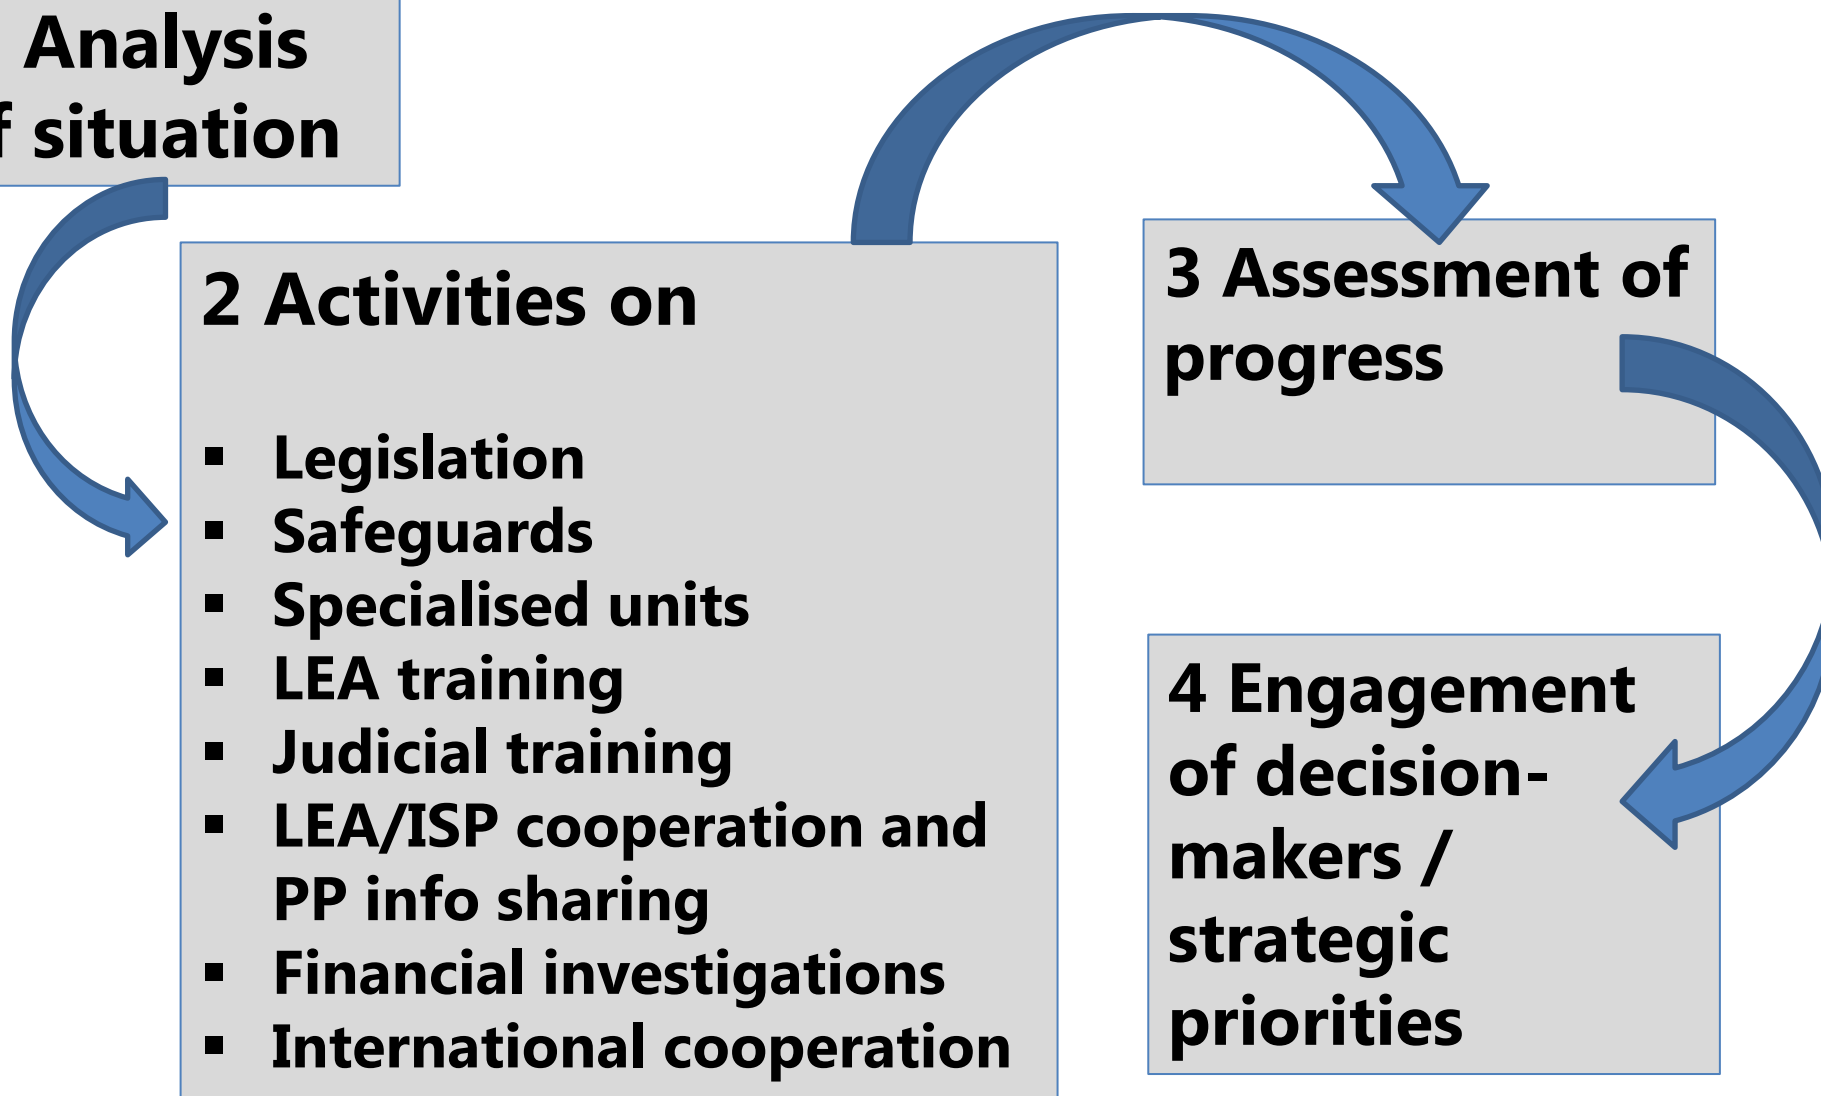 Analysis
f situation
2 Activities on
▪ Legislation
▪ Safeguards
▪ Specialised units
▪ LEA training
▪ Judicial training
▪ LEA/ISP cooperation and
PP info sharing
▪ Financial investigations
▪ International cooperation
3 Assessment of
progress
4 Engagement
of decision-
makers /
strategic
priorities